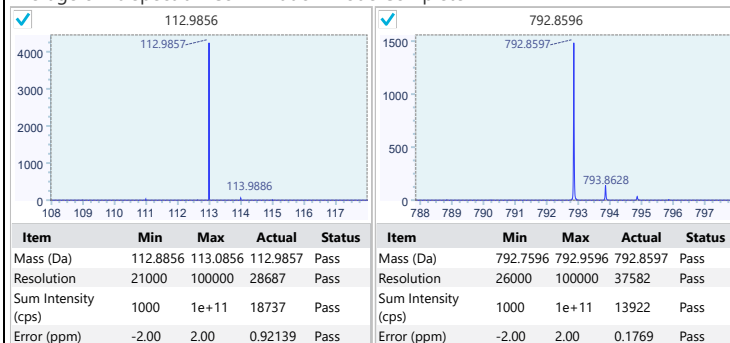 112.9856
112.9857
4000
3000
2000
1000
0
113.9886
108 109 110 111 112 113 114 115 116 117
Item Min Max Actual Status
Mass (Da) 112.8856 113.0856 112.9857 Pass
Resolution 21000 100000 28687 Pass
Sum Intensity (cps) 1000 1e+11 18737 Pass
Error (ppm) -2.00 2.00 0.92139 Pass
792.8596
792.8597
1500
1000
500
0
793.8628
788 789 790 791 792 793 794 795 796 797
Item Min Max Actual Status
Mass (Da) 792.7596 792.9596 792.8597 Pass
Resolution 26000 100000 37582 Pass
Sum Intensity (cps) 1000 1e+11 13922 Pass
Error (ppm) -2.00 2.00 0.1769 Pass